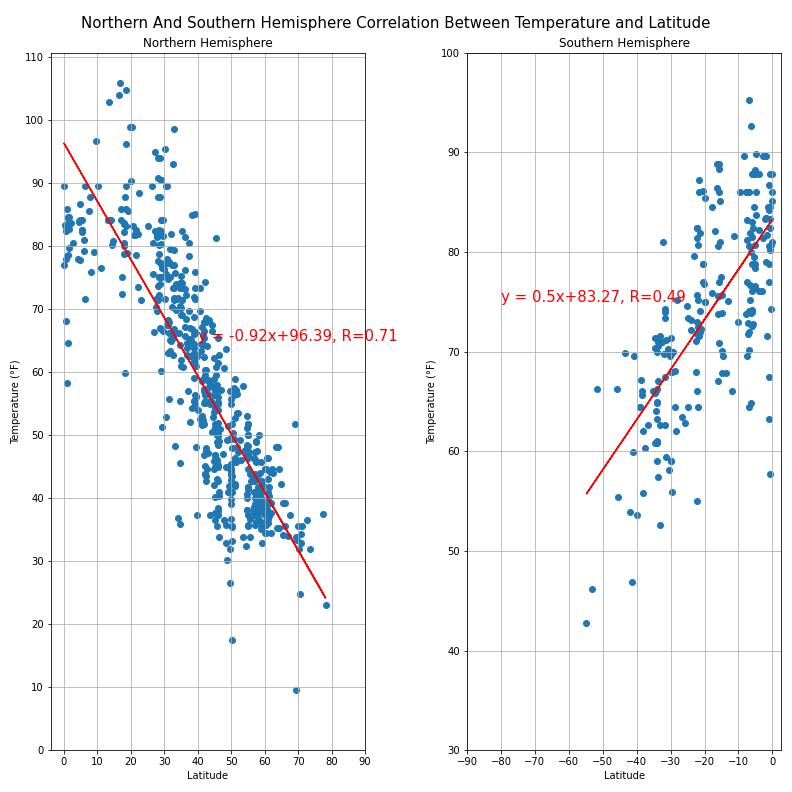 Northern And Southern Hemisphere Correlation Between Temperature and Latitude
Northern Hemisphere
Temperature (°F)
110
100
90
80
70
60
50
40
30
20
10
0
y = -0.92x+96.39, R=0.71
0 10 20 30 40 50 60 70 80 90
Latitude
Southern Hemisphere
Temperature (°F)
100
90
80
70
60
50
40
30
y = 0.5x+83.27, R=0.49
−90 −80 −70 −60 −50 −40 −30 −20 −10 0
Latitude